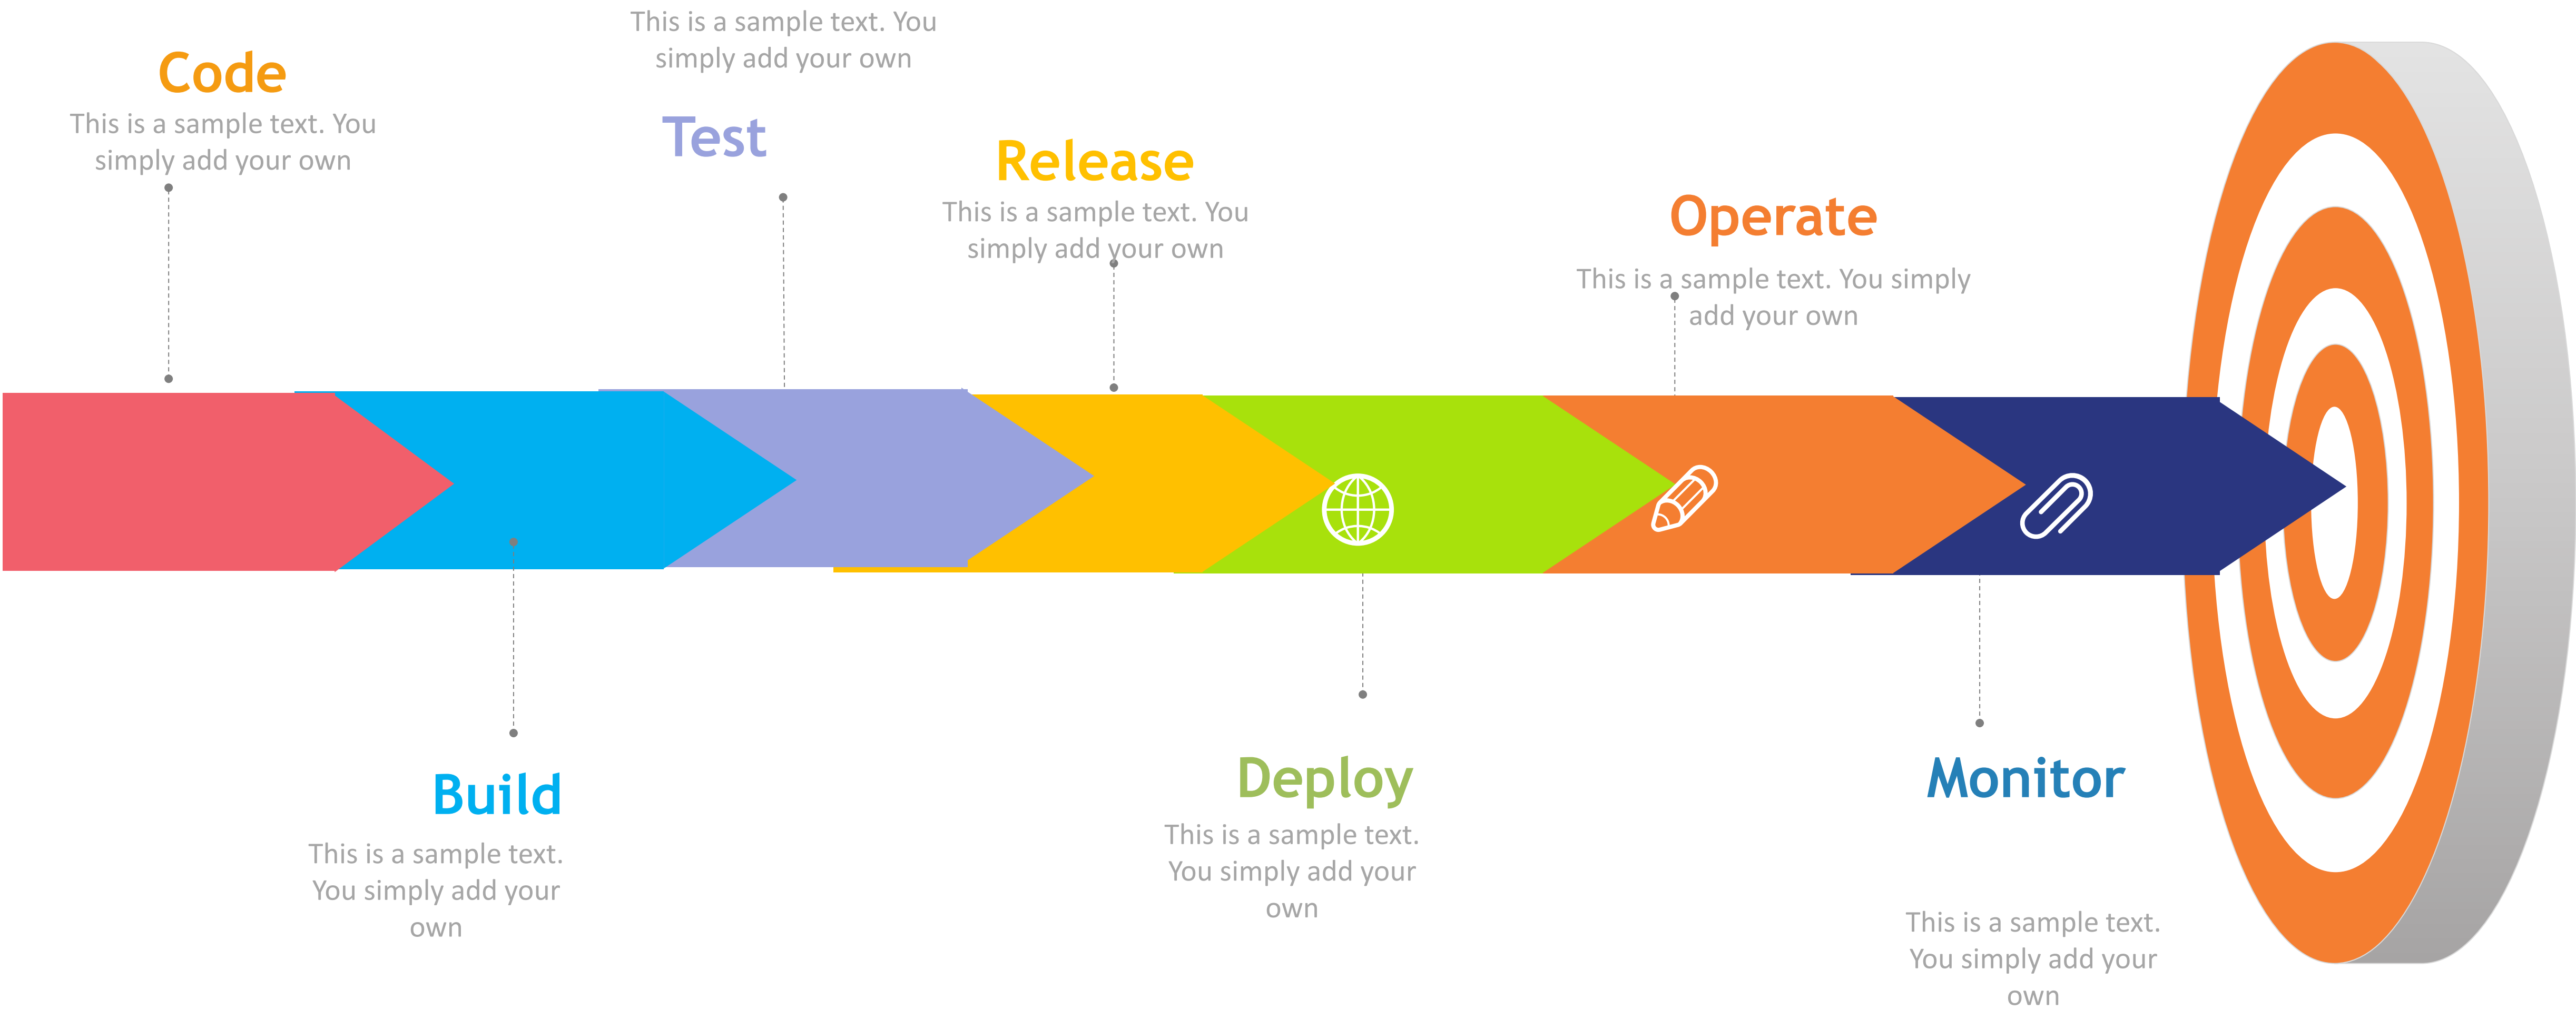 Code
This is a sample text. You
simply add your own
Build
This is a sample text.
You simply add your
own
This is a sample text. You
simply add your own
Test
Release
This is a sample text. You
simply add your own
Deploy
This is a sample text.
You simply add your
own
Operate
This is a sample text. You simply
add your own
Monitor
This is a sample text.
You simply add your
own